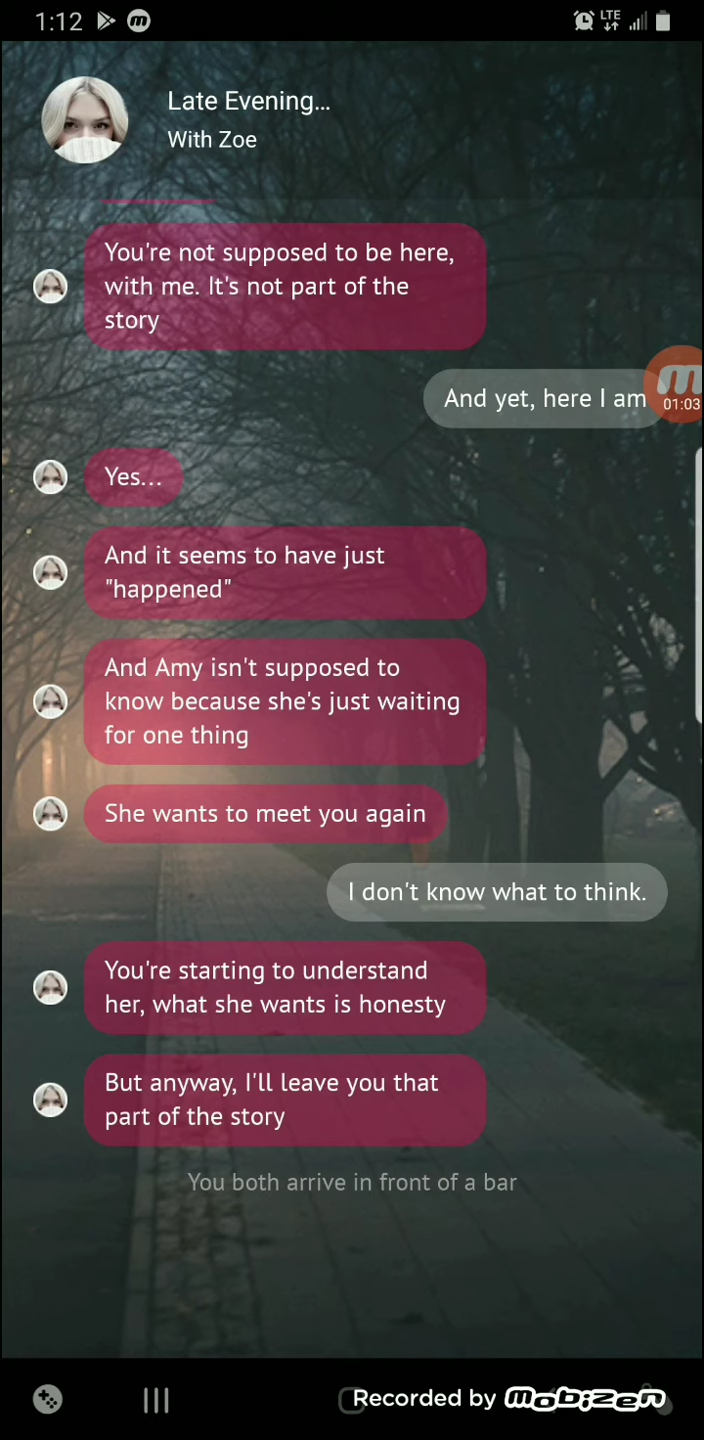 1:12
LTE
Late Evening...
With Zoe
You're not supposed to be here,
with me. It's not part of the
story
And yet, here I am
01:03
Yes...
And it seems to have just
"happened"
And Amy isn't supposed to
know because she's just waiting
for one thing
She wants to meet you again
I don't know what to think.
You're starting to understand
her, what she wants is honesty
But anyway, I'll leave you that
part of the story
You both arrive in front of a bar
Recorded by mobizen